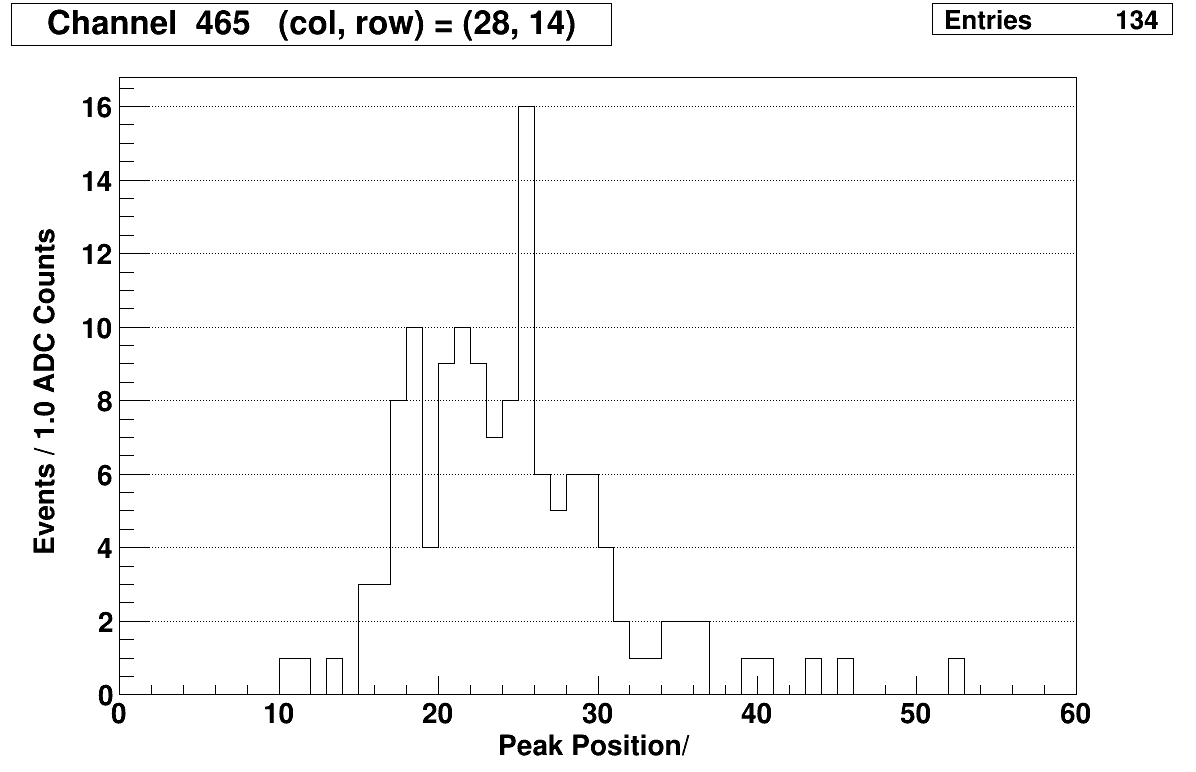 Channel 465 (col, row) = (28, 14)
Entries 134
16
14
12
10
8
6
4
2
0
Events / 1.0 ADC Counts
0 10 20 30 40 50 60
Peak Position/